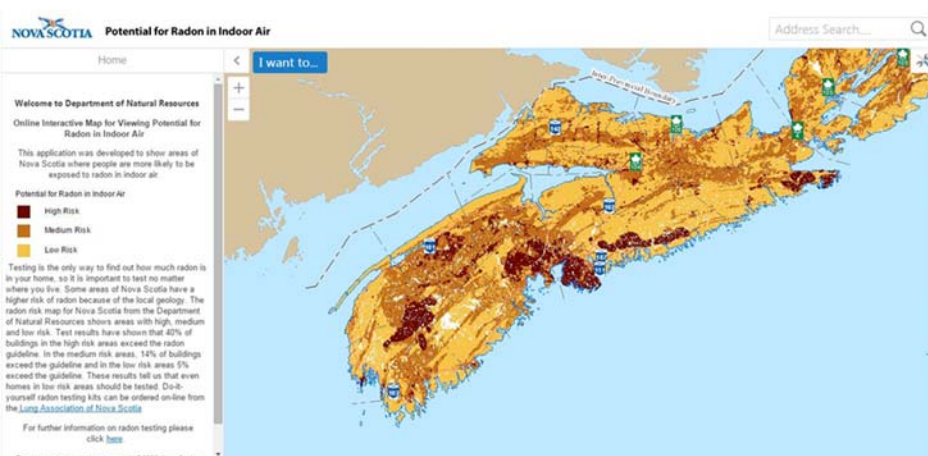 NOVA SCOTIA
Potential for Radon in Indoor Air
Address Search...
Home
I want to...
Welcome to Department of Natural Resources
Online Interactive Map for Viewing Potential for
Radon in Indoor Air
This application was developed to show areas of
Nova Scotia where people are more likely to be
exposed to radon in indoor air
Potential for Radon in Indoor Air
High Risk
Medium Risk
Low Risk
Testing is the only way to find out how much radon is
in your home, so it is important to test no matter
where you live. Some areas of Nova Scotia have a
higher risk of radon because of the local geology. The
radon risk map for Nova Scotia from the Department
of Natural Resources shows areas with high, medium
and low risk. Test results have shown that 40% of
buildings in the high risk areas exceed the radon
guideline. In the medium risk areas, 14% of buildings
exceed the guideline and in the low risk areas 5%
exceed the guideline. These results tell us that even
homes in low risk areas should be tested. Do-it-
yourself radon testing kits can be ordered on-line from
the Lung Association of Nova Scotia
For further information on radon testing please
click here
Inter Provincial Boundary